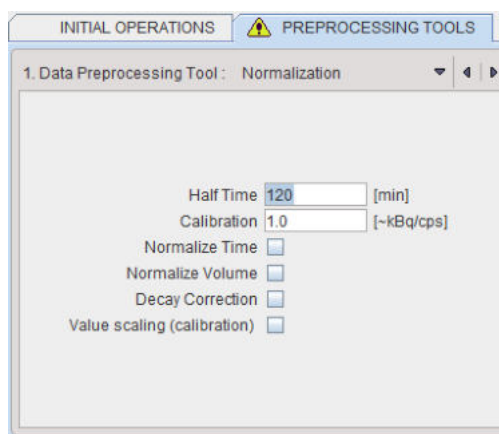 INITIAL OPERATIONS PREPROCESSING TOOLS
1. Data Preprocessing Tool : Normalization
Half Time 120 [min]
Calibration 1.0 [~kBq/cps]
Normalize Time
Normalize Volume
Decay Correction
Value scaling (calibration)